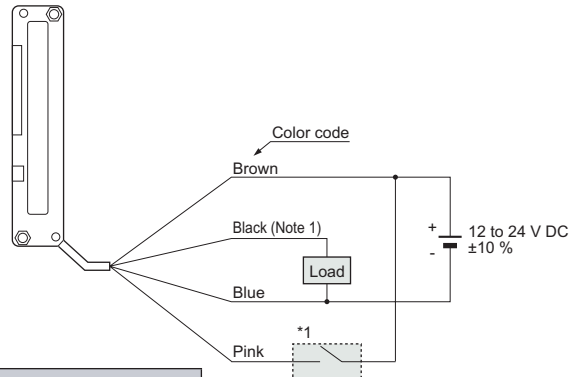 Color code
Brown
Black (Note 1)
Load
Blue
*1
Pink
+
-
12 to 24 V DC
±10 %